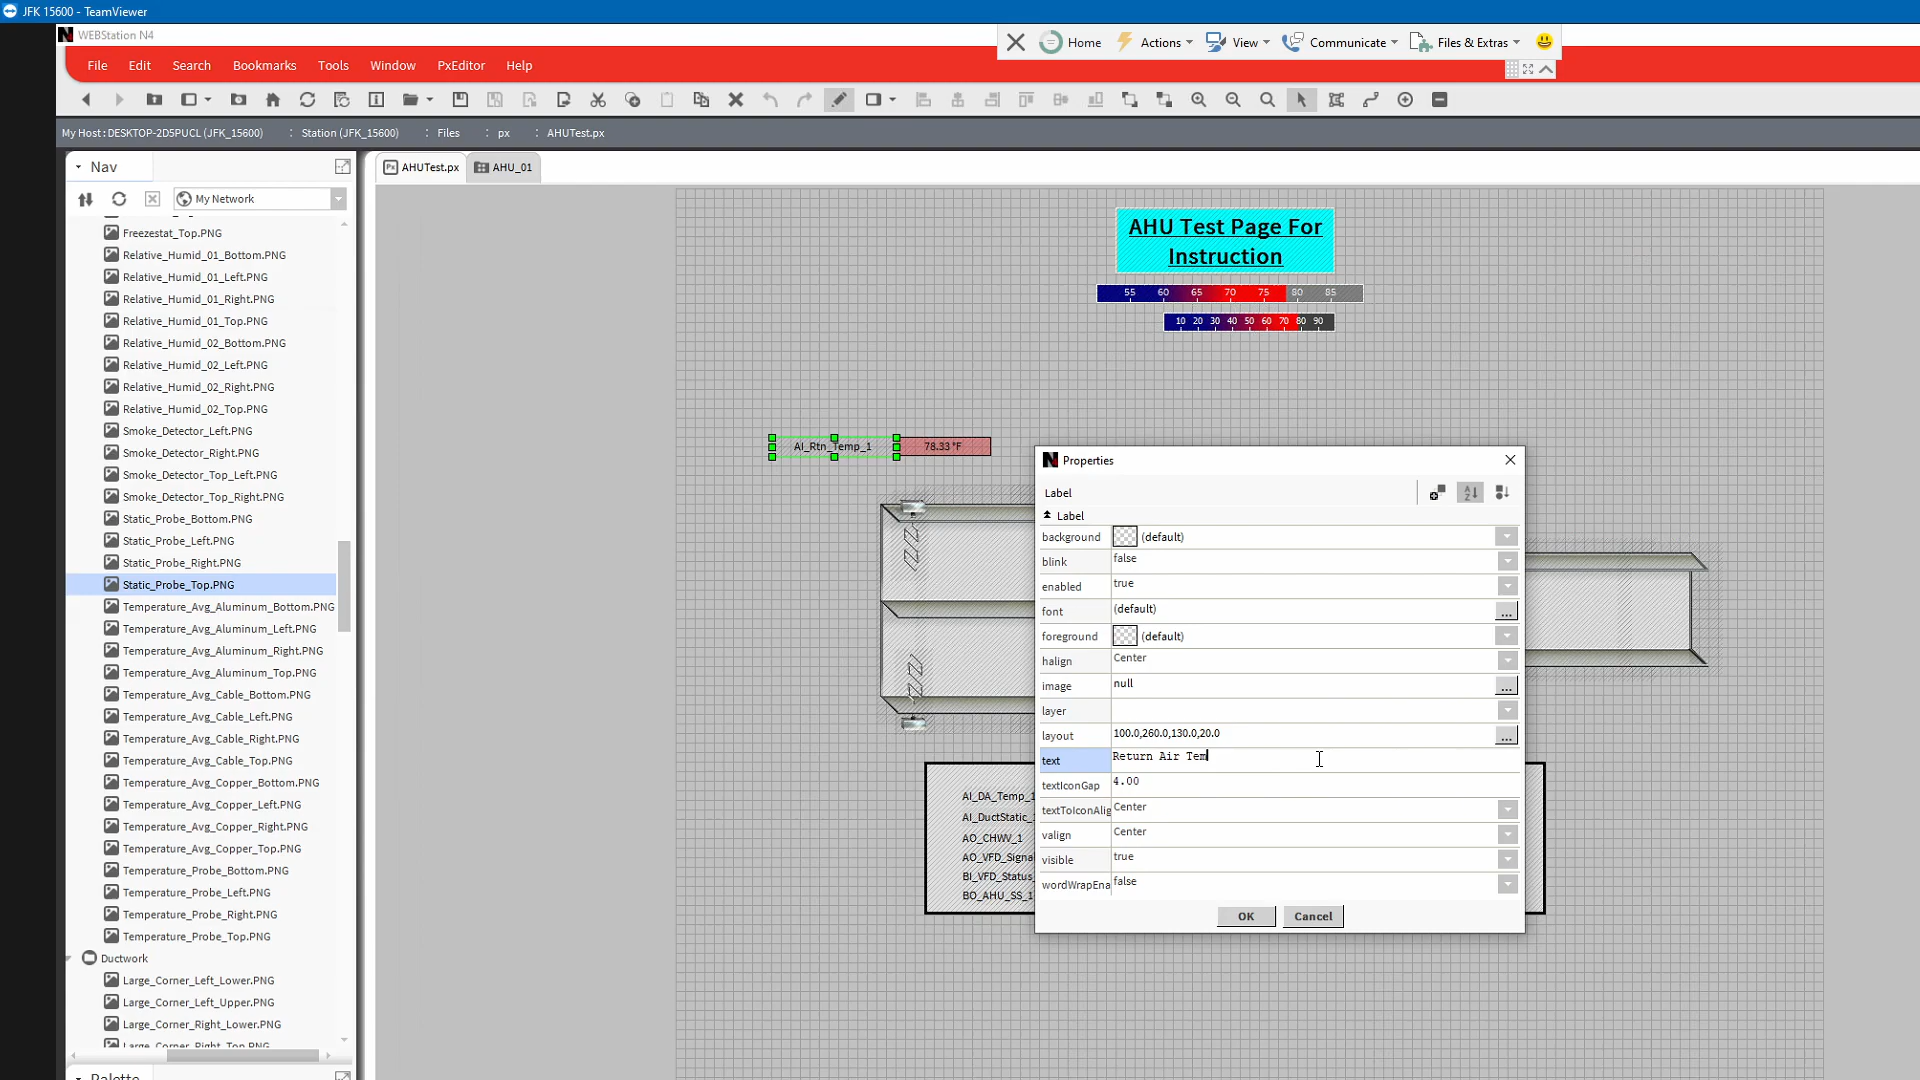 JFK 15600 - TeamViewer
WEBStation N4
Home
Actions
View
Communicate
Files & Extras
File
Edit
Search
Bookmarks
Tools
Window
PxEditor
Help
My Host : DESKTOP-2D5PUCL (JFK_15600) : Station (JFK_15600) : Files : px : AHUTest.px
Nav
AHUTest.px
AHU_01
My Network
Freezestat_Top.PNG
Relative_Humid_01_Bottom.PNG
Relative_Humid_01_Left.PNG
Relative_Humid_01_Right.PNG
Relative_Humid_01_Top.PNG
Relative_Humid_02_Bottom.PNG
Relative_Humid_02_Left.PNG
Relative_Humid_02_Right.PNG
Relative_Humid_02_Top.PNG
Smoke_Detector_Left.PNG
Smoke_Detector_Right.PNG
Smoke_Detector_Top_Left.PNG
Smoke_Detector_Top_Right.PNG
Static_Probe_Bottom.PNG
Static_Probe_Left.PNG
Static_Probe_Right.PNG
Static_Probe_Top.PNG
Temperature_Avg_Aluminum_Bottom.PNG
Temperature_Avg_Aluminum_Left.PNG
Temperature_Avg_Aluminum_Right.PNG
Temperature_Avg_Aluminum_Top.PNG
Temperature_Avg_Cable_Bottom.PNG
Temperature_Avg_Cable_Left.PNG
Temperature_Avg_Cable_Right.PNG
Temperature_Avg_Cable_Top.PNG
Temperature_Avg_Copper_Bottom.PNG
Temperature_Avg_Copper_Left.PNG
Temperature_Avg_Copper_Right.PNG
Temperature_Avg_Copper_Top.PNG
Temperature_Probe_Bottom.PNG
Temperature_Probe_Left.PNG
Temperature_Probe_Right.PNG
Temperature_Probe_Top.PNG
Ductwork
Large_Corner_Left_Lower.PNG
Large_Corner_Left_Upper.PNG
Large_Corner_Right_Lower.PNG
Large_Corner_Right_Top.PNG
Palette
AHU Test Page For
Instruction
55 60 65 70 75 80 85
10 20 30 40 50 60 70 80 90
AI_Rtn_Temp_1
78.33 °F
AI_DA_Temp_1
AI_DuctStatic_
AO_CHWV_1
AO_VFD_Signal
BI_VFD_Status_
BO_AHU_SS_1
Properties
Label
Label
background (default)
blink false
enabled true
font (default)
foreground (default)
halign Center
image null
layer
layout 100.0,260.0,130.0,20.0
text Return Air Tem
textIconGap 4.00
textToIconAlig Center
valign Center
visible true
wordWrapEna false
OK
Cancel